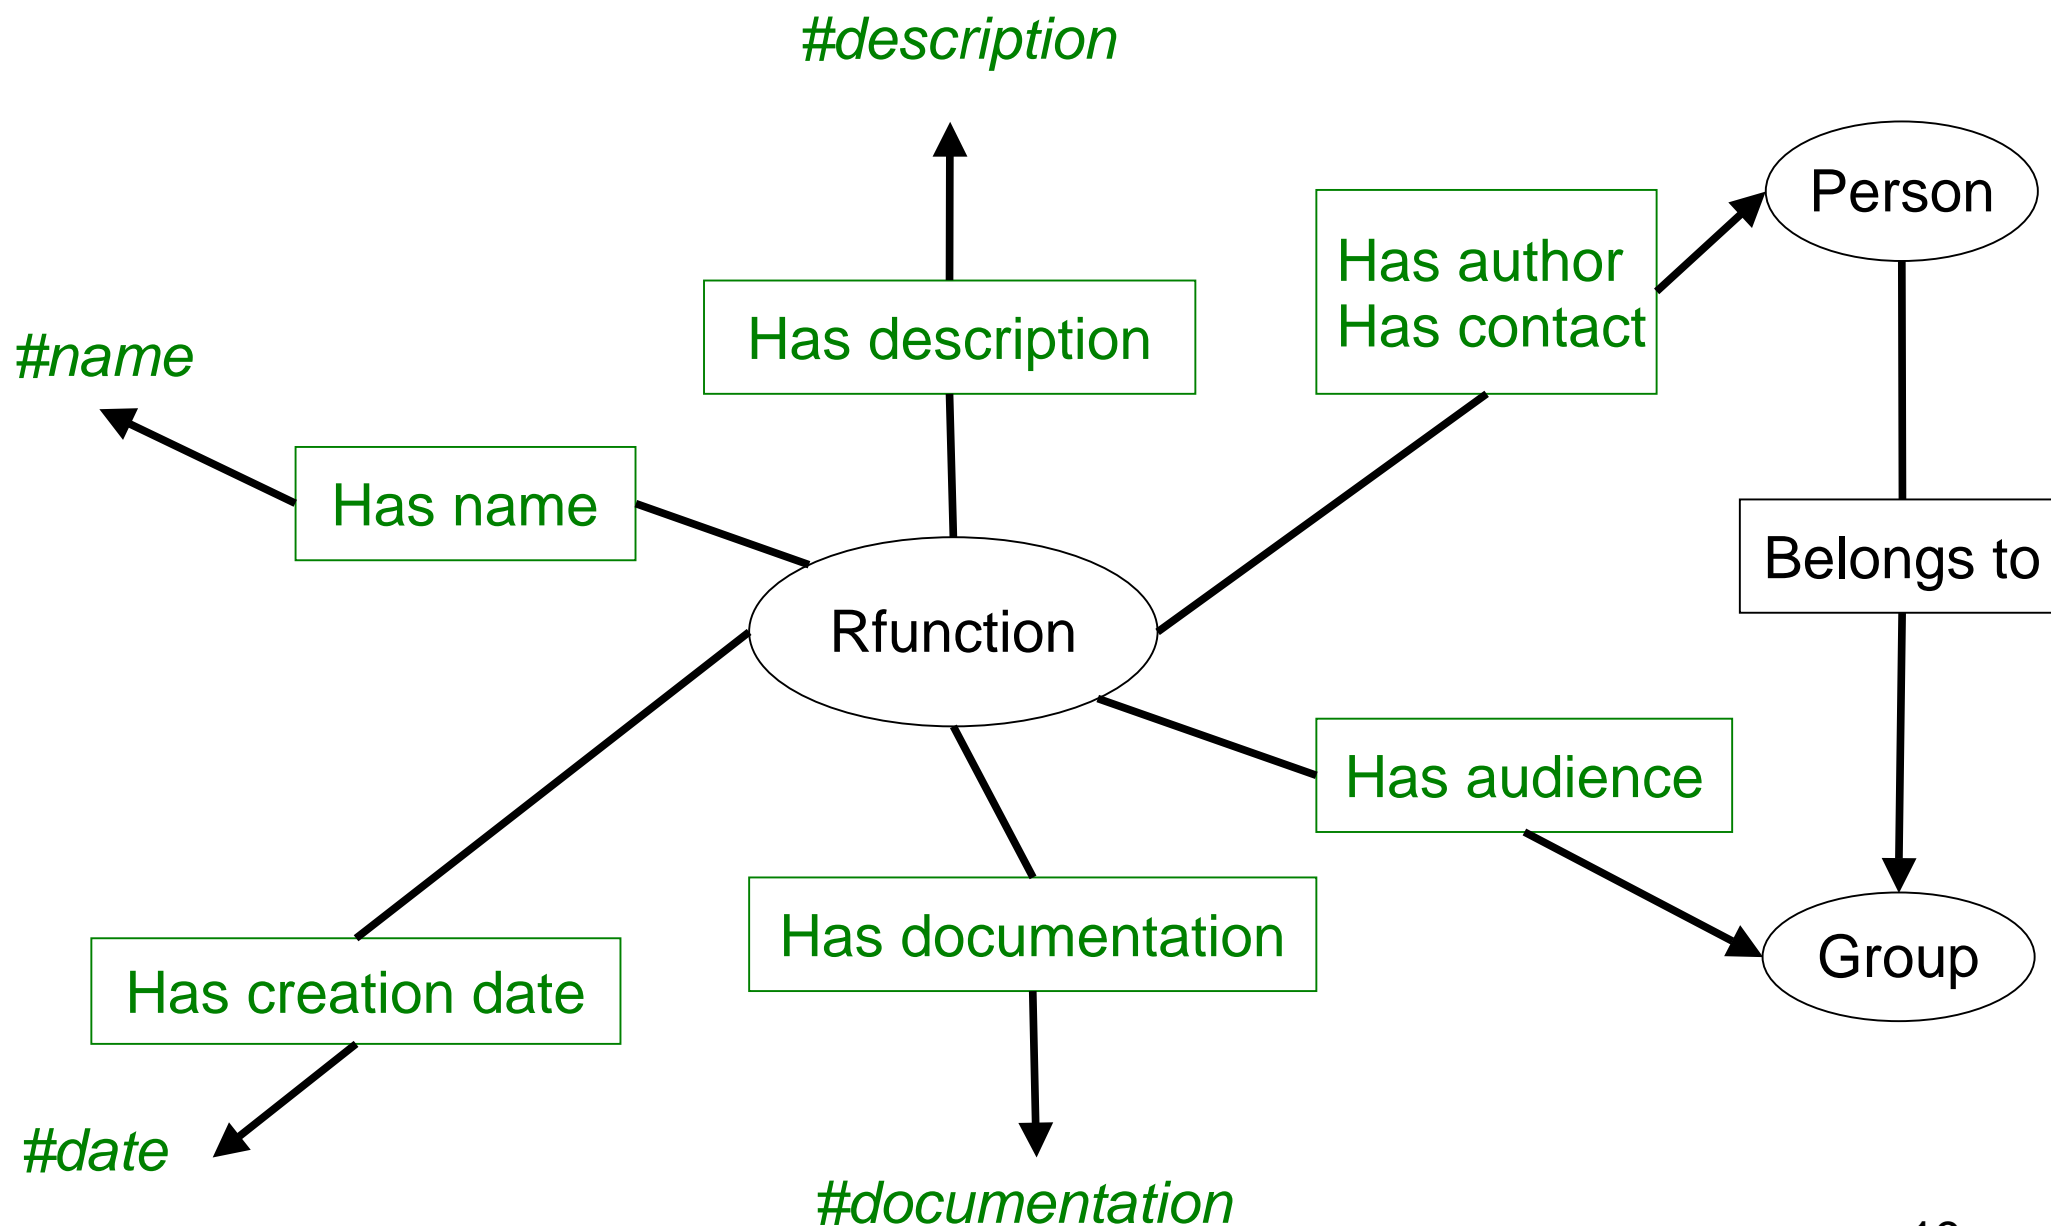 #description
Person
Has author
Has contact
Has description
#name
Has name
Belongs to
Rfunction
Has audience
Has documentation
Group
Has creation date
#date
#documentation